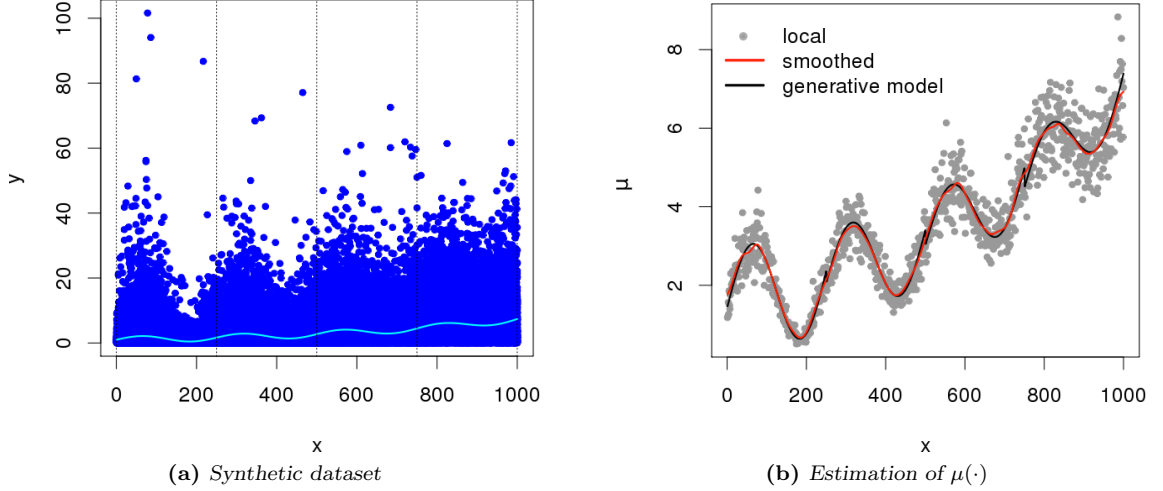 y
0 20 40 60 80 100
0 200 400 600 800 1000
x
(a) Synthetic dataset
local
smoothed
generative model
μ
2 4 6 8
0 200 400 600 800 1000
x
(b) Estimation of μ(·)